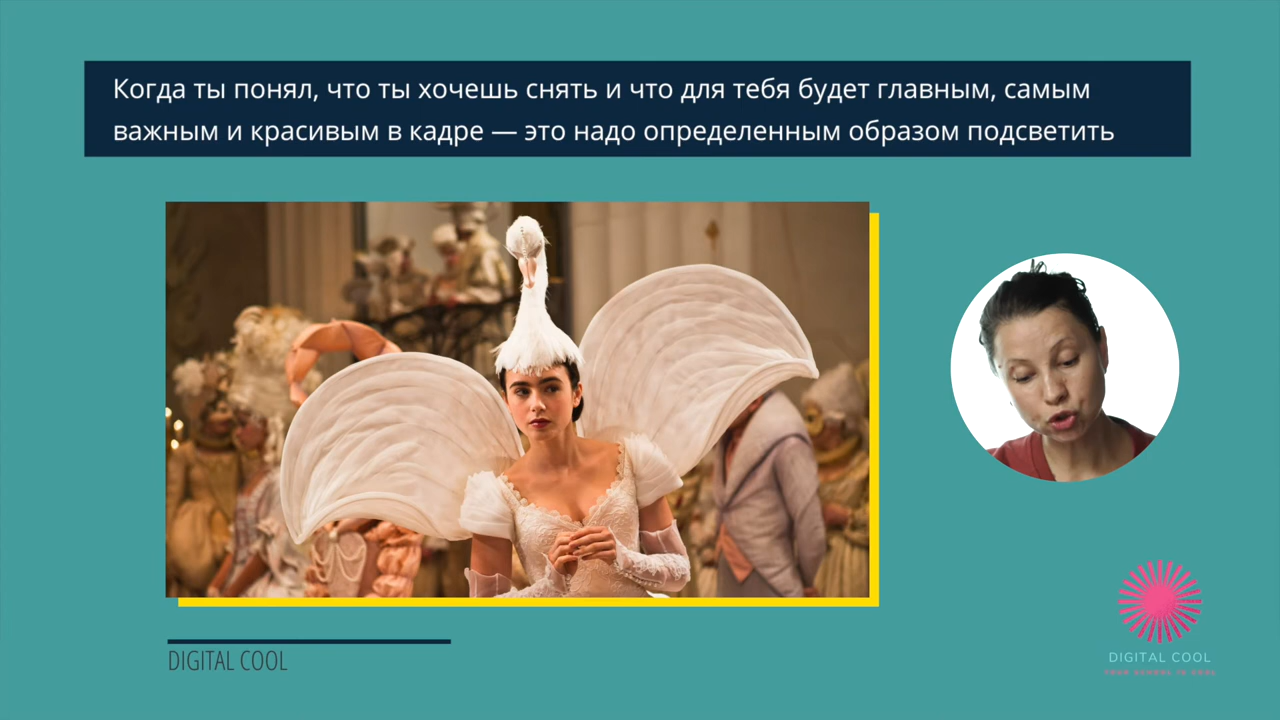 Когда ты понял, что ты хочешь снять и что для тебя будет главным, самым
важным и красивым в кадре — это надо определенным образом подсветить
DIGITAL COOL
DIGITAL COOL